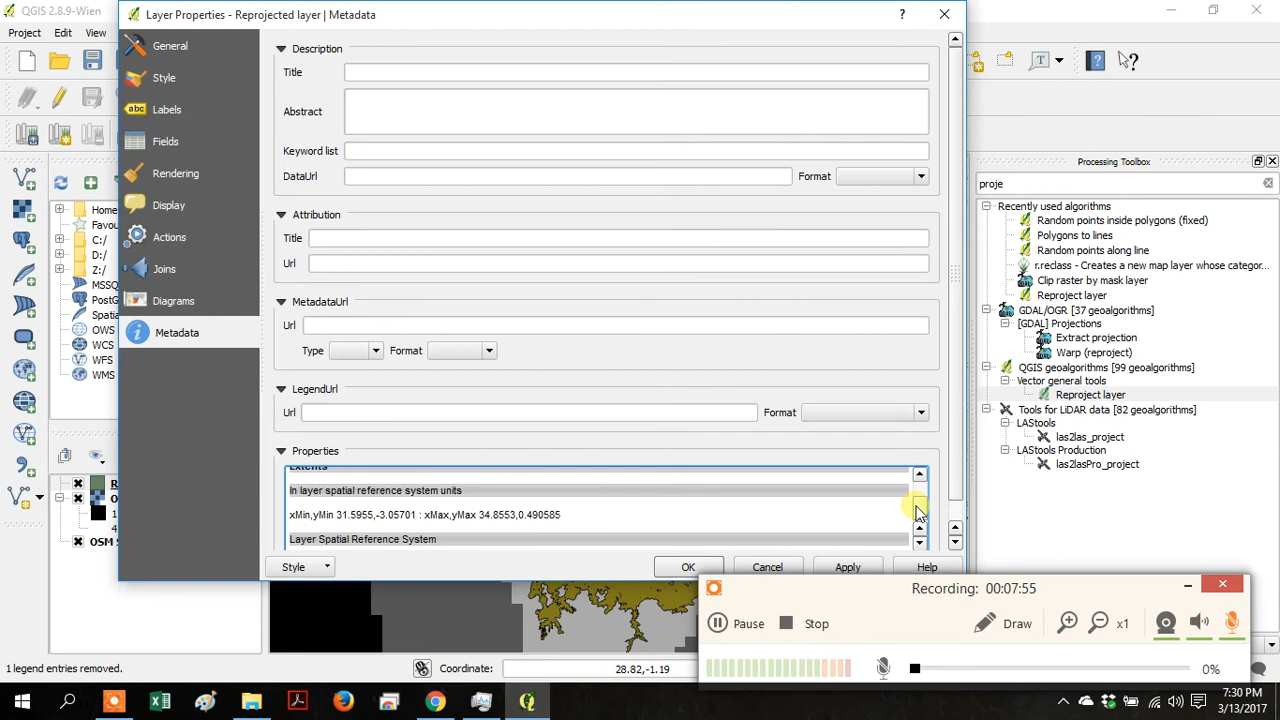 QGIS 2.8.9-Wien
Layer Properties - Reprojected layer | Metadata
?
Project Edit View
General
Style
abc Labels
Fields
Rendering
Display
Actions
Joins
Diagrams
Metadata
Description
Title
Abstract
Keyword list
DataUrl
Format
Attribution
Title
Url
MetadataUrl
Url
Type
Format
LegendUrl
Url
Format
Properties
Extents
In layer spatial reference system units
xMin,yMin 31.5955,-3.05701 : xMax,yMax 34.8553,0.490585
Layer Spatial Reference System
Style
OK
Cancel
Apply
Help
Home
Favou
C:/
D:/
Z:/
MSSQ
PostG
Spatia
OWS
WCS
WFS
WMS
R
O
1
4
OSM S
Processing Toolbox
proje
Recently used algorithms
Random points inside polygons (fixed)
Polygons to lines
Random points along line
r.reclass - Creates a new map layer whose categor...
Clip raster by mask layer
Reproject layer
GDAL/OGR [37 geoalgorithms]
[GDAL] Projections
Extract projection
Warp (reproject)
QGIS geoalgorithms [99 geoalgorithms]
Vector general tools
Reproject layer
Tools for LiDAR data [82 geoalgorithms]
LAStools
las2las_project
LAStools Production
las2lasPro_project
Recording: 00:07:55
Pause
Stop
Draw
x1
0%
1 legend entries removed.
Coordinate:
28.82,-1.19
7:30 PM
3/13/2017